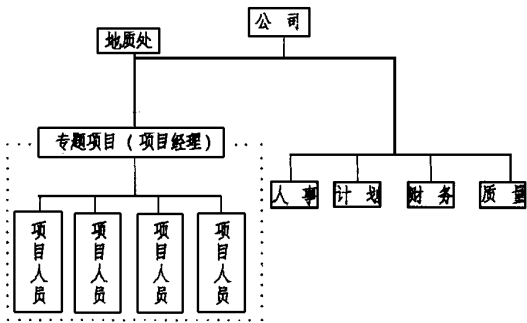 公司
地质处
专题项目（项目经理）
人事
计划
财务
质量
项目人员
项目人员
项目人员
项目人员